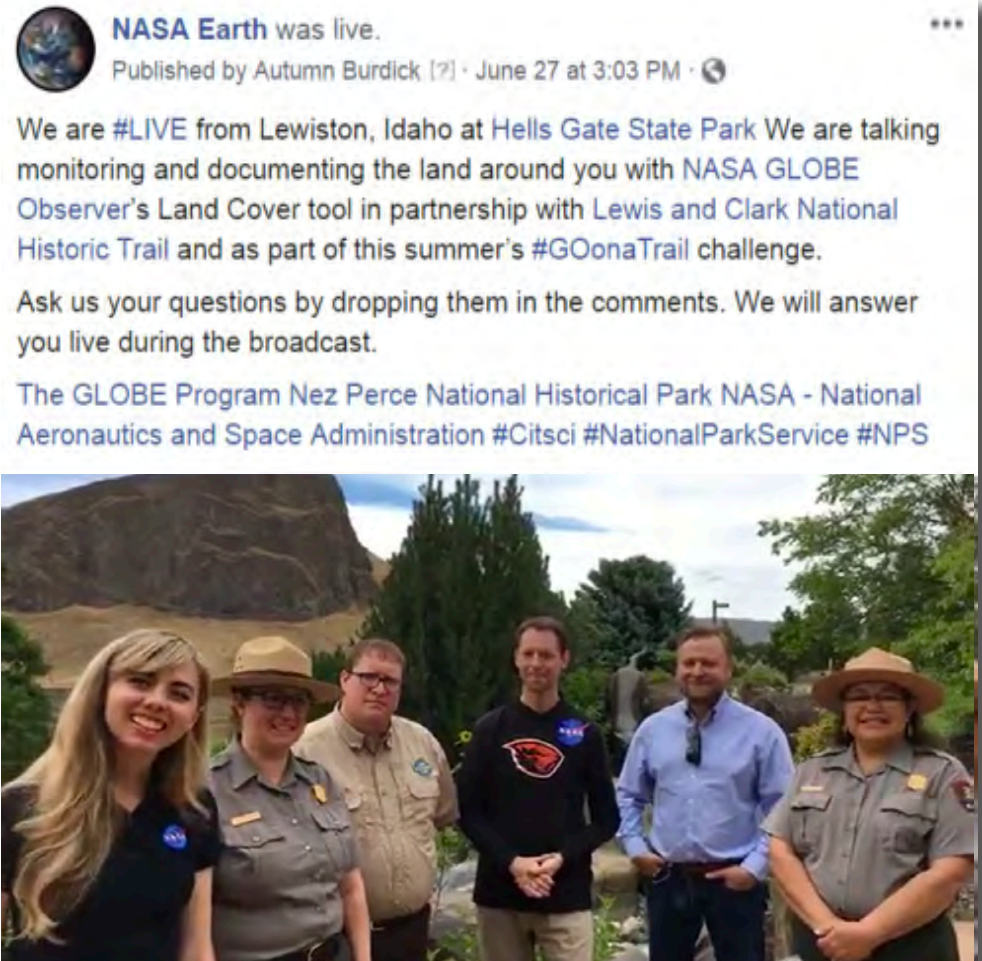 NASA Earth was live.
Published by Autumn Burdick [?] · June 27 at 3:03 PM ·
We are #LIVE from Lewiston, Idaho at Hells Gate State Park We are talking
monitoring and documenting the land around you with NASA GLOBE
Observer's Land Cover tool in partnership with Lewis and Clark National
Historic Trail and as part of this summer's #GOonaTrail challenge.
Ask us your questions by dropping them in the comments. We will answer
you live during the broadcast.
The GLOBE Program Nez Perce National Historical Park NASA - National
Aeronautics and Space Administration #Citsci #NationalParkService #NPS
NASA
NASA